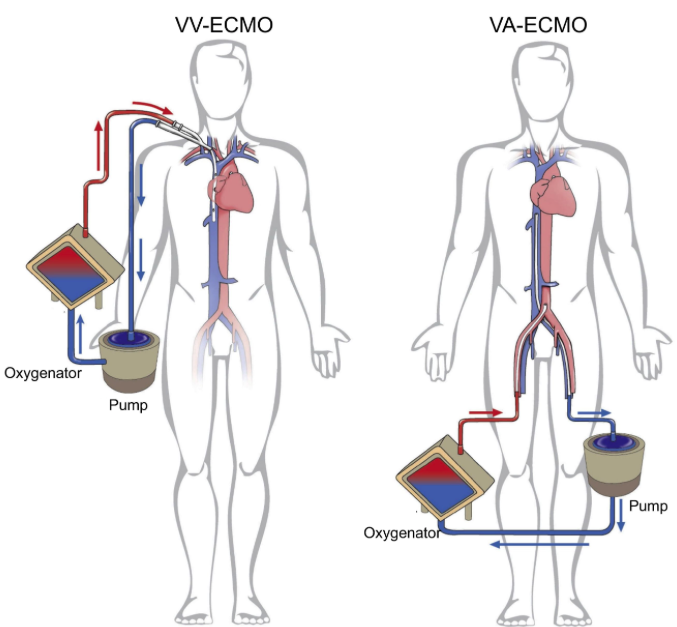 VV-ECMO
VA-ECMO
Oxygenator
Pump
Pump
Oxygenator